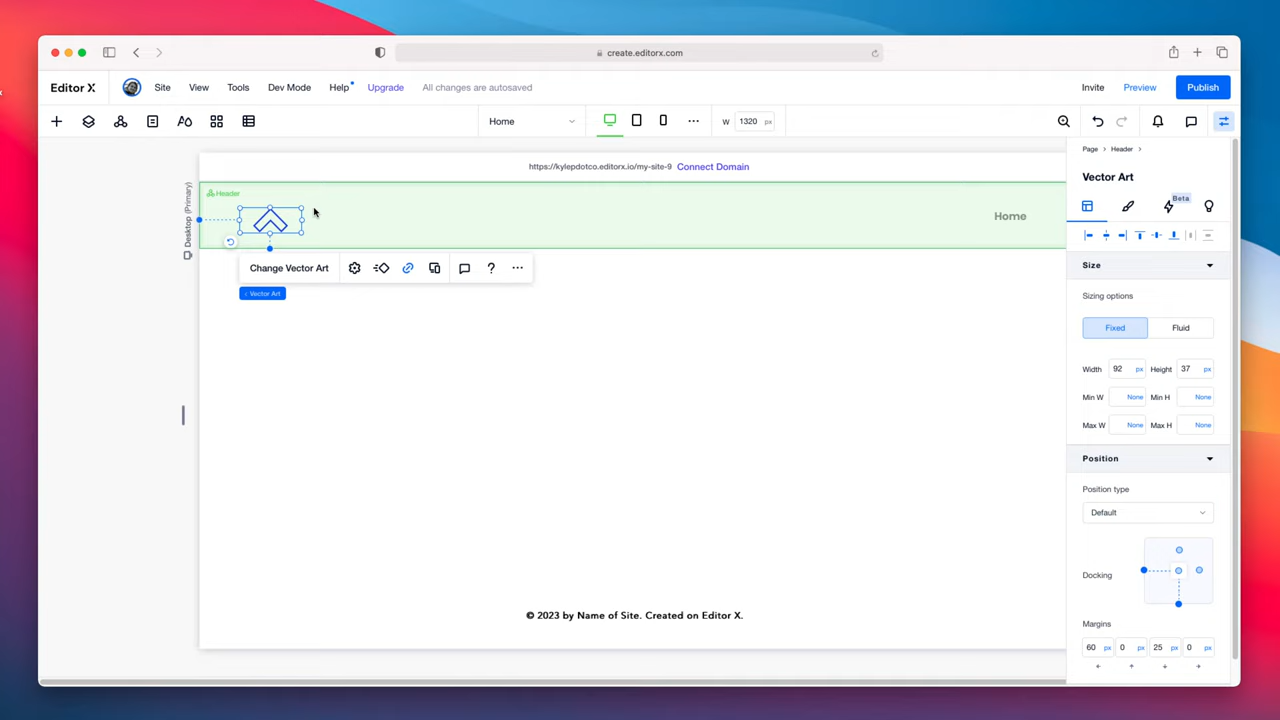 create.editorx.com
Editor X Site View Tools Dev Mode Help Upgrade All changes are autosaved Invite Preview Publish
Home W 1320 px
https://kylepdotco.editorx.io/my-site-9 Connect Domain
Page > Header >
Vector Art
Beta
Header
Desktop (Primary)
Home
Change Vector Art ?
< Vector Art
Size
Sizing options
Fixed Fluid
Width 92 px Height 37 px
Min W None Min H None
Max W None Max H None
Position
Position type
Default
Docking
Margins
60 px 0 px 25 px 0 px
© 2023 by Name of Site. Created on Editor X.